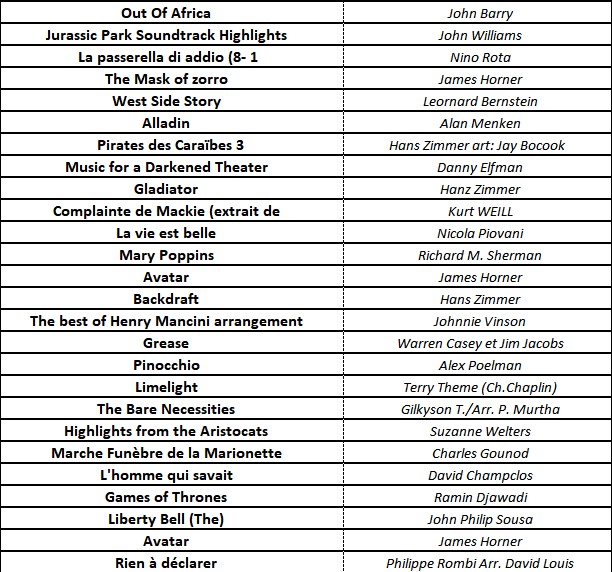 Out Of Africa John Barry
Jurassic Park Soundtrack Highlights John Williams
La passerella di addio (8- 1 Nino Rota
The Mask of zorro James Horner
West Side Story Leornard Bernstein
Alladin Alan Menken
Pirates des Caraïbes 3 Hans Zimmer art: Jay Bocook
Music for a Darkened Theater Danny Elfman
Gladiator Hanz Zimmer
Complainte de Mackie (extrait de Kurt WEILL
La vie est belle Nicola Piovani
Mary Poppins Richard M. Sherman
Avatar James Horner
Backdraft Hans Zimmer
The best of Henry Mancini arrangement Johnnie Vinson
Grease Warren Casey et Jim Jacobs
Pinocchio Alex Poelman
Limelight Terry Theme (Ch.Chaplin)
The Bare Necessities Gilkyson T./Arr. P. Murtha
Highlights from the Aristocats Suzanne Welters
Marche Funèbre de la Marionette Charles Gounod
L'homme qui savait David Champclos
Games of Thrones Ramin Djawadi
Liberty Bell (The) John Philip Sousa
Avatar James Horner
Rien à déclarer Philippe Rombi Arr. David Louis